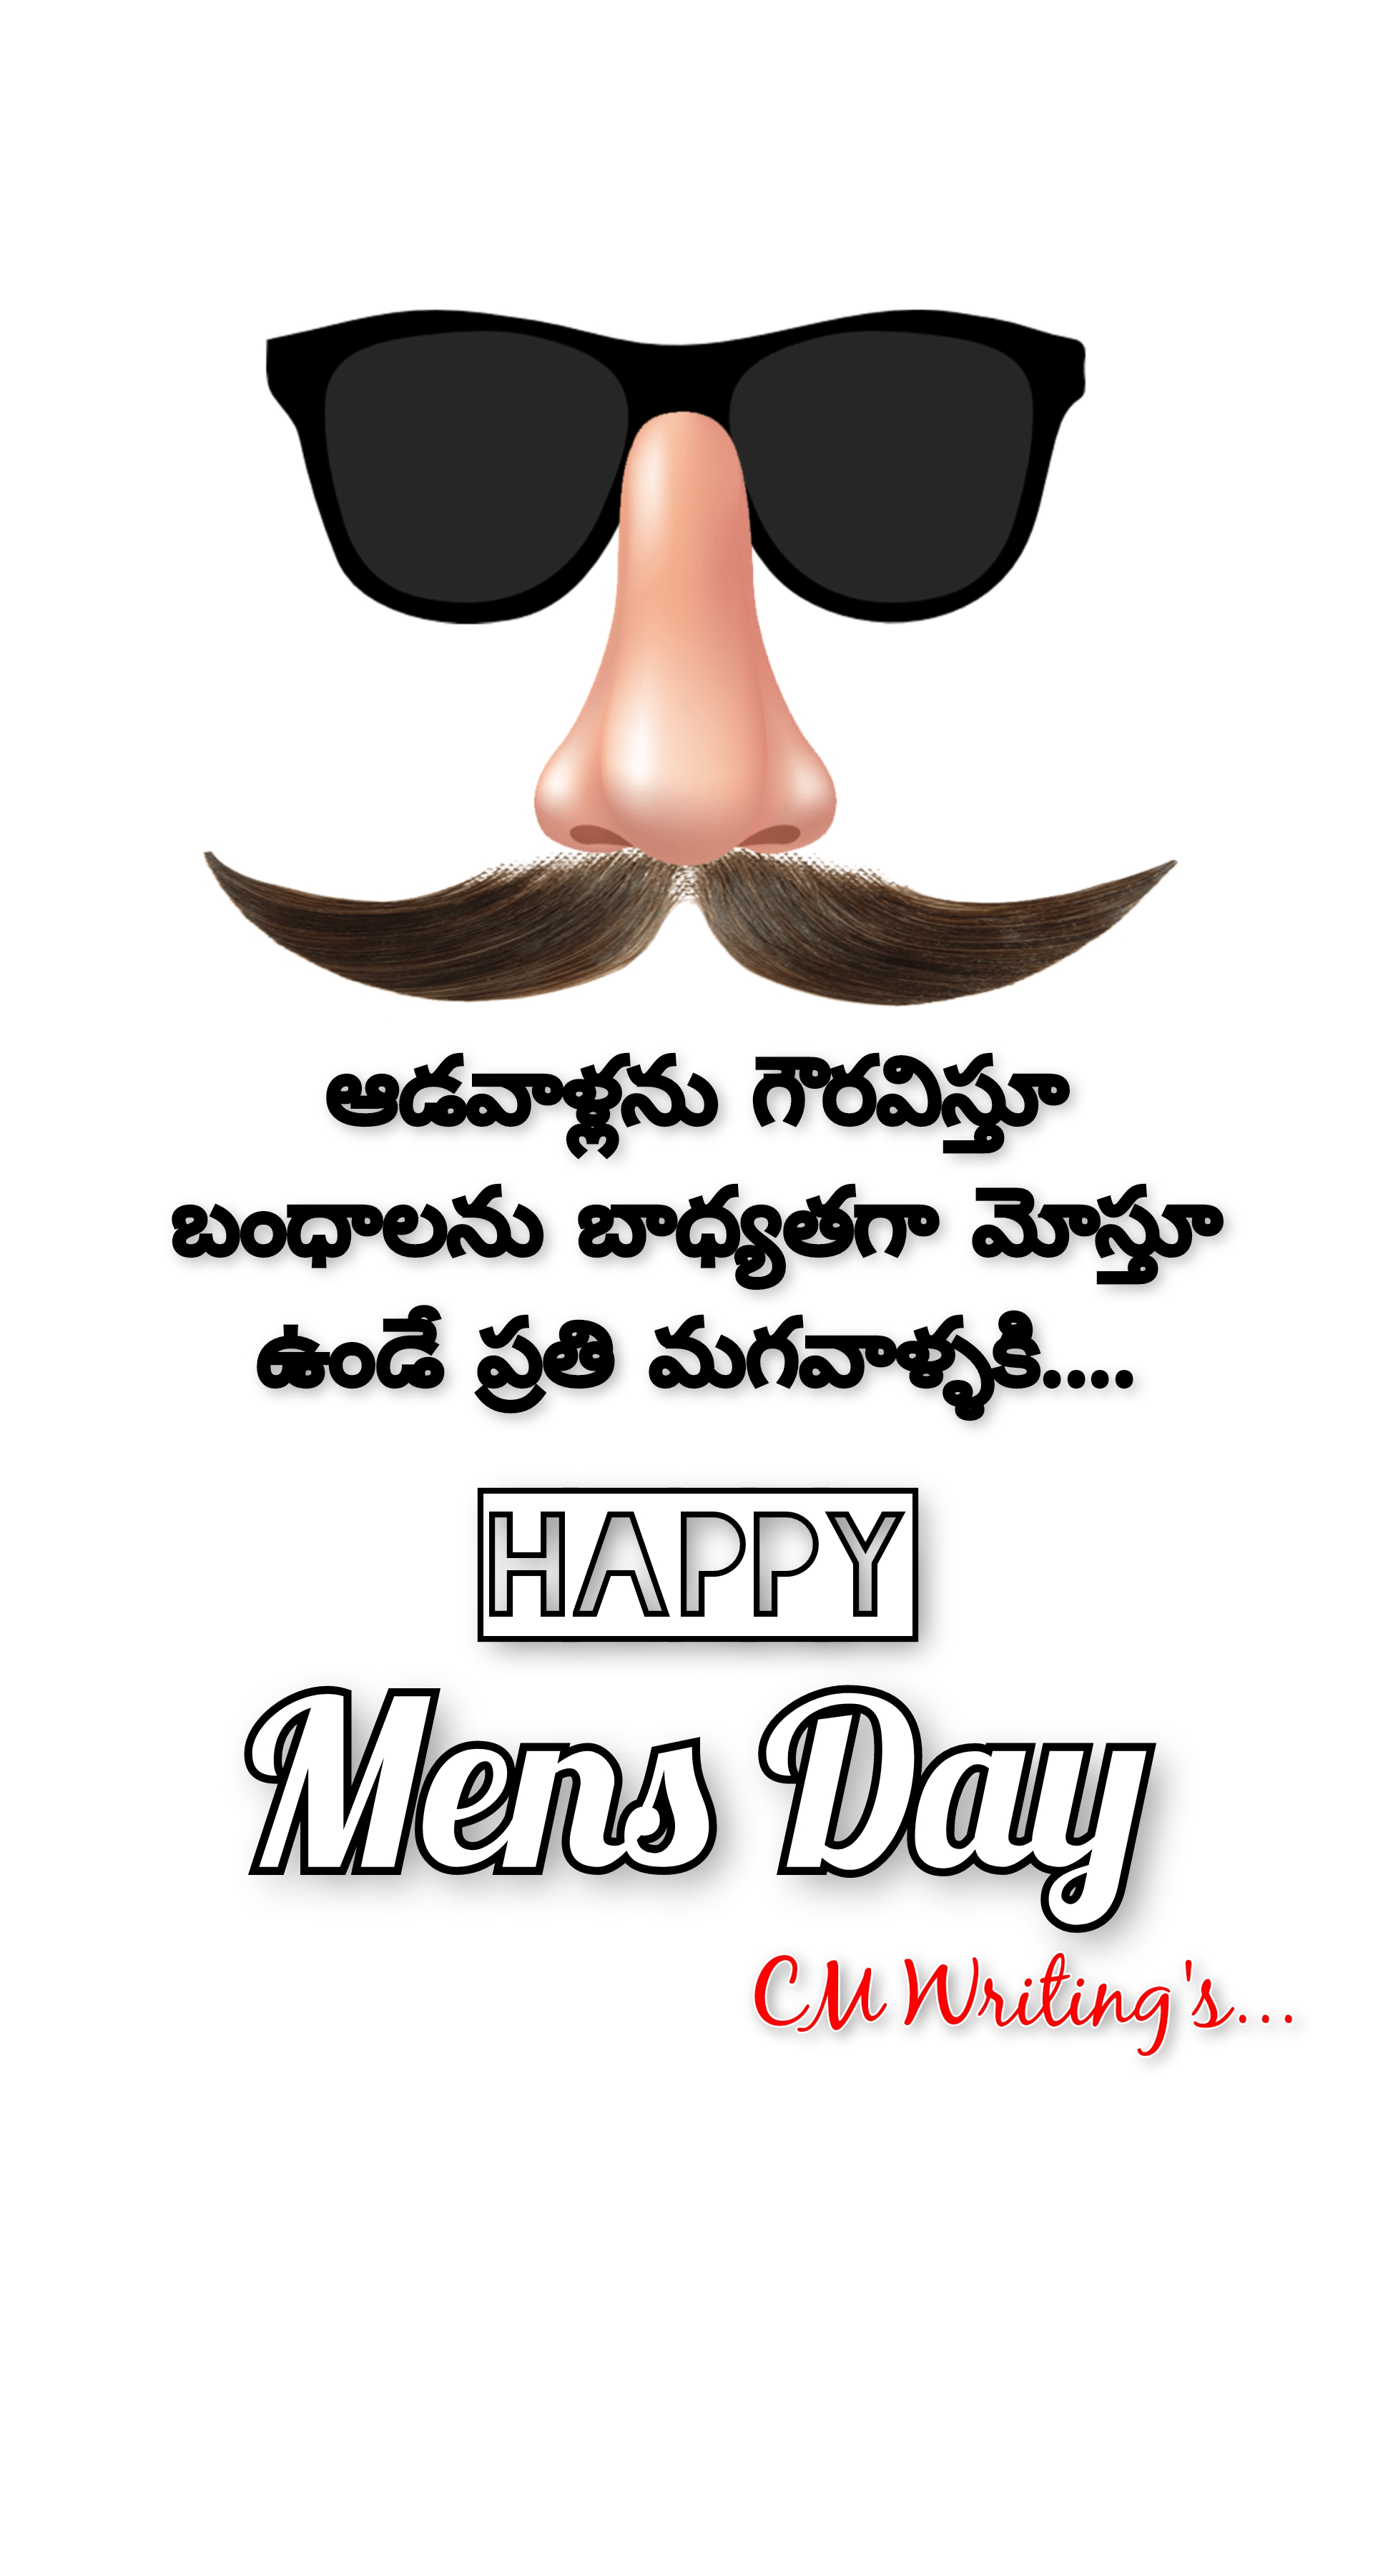 ఆడవాళ్లను గౌరవిస్తూ
బంధాలను బాధ్యతగా మోస్తూ
ఉండే ప్రతి మగవాళ్ళకి....
HAPPY
Mens Day
CM Writing's...